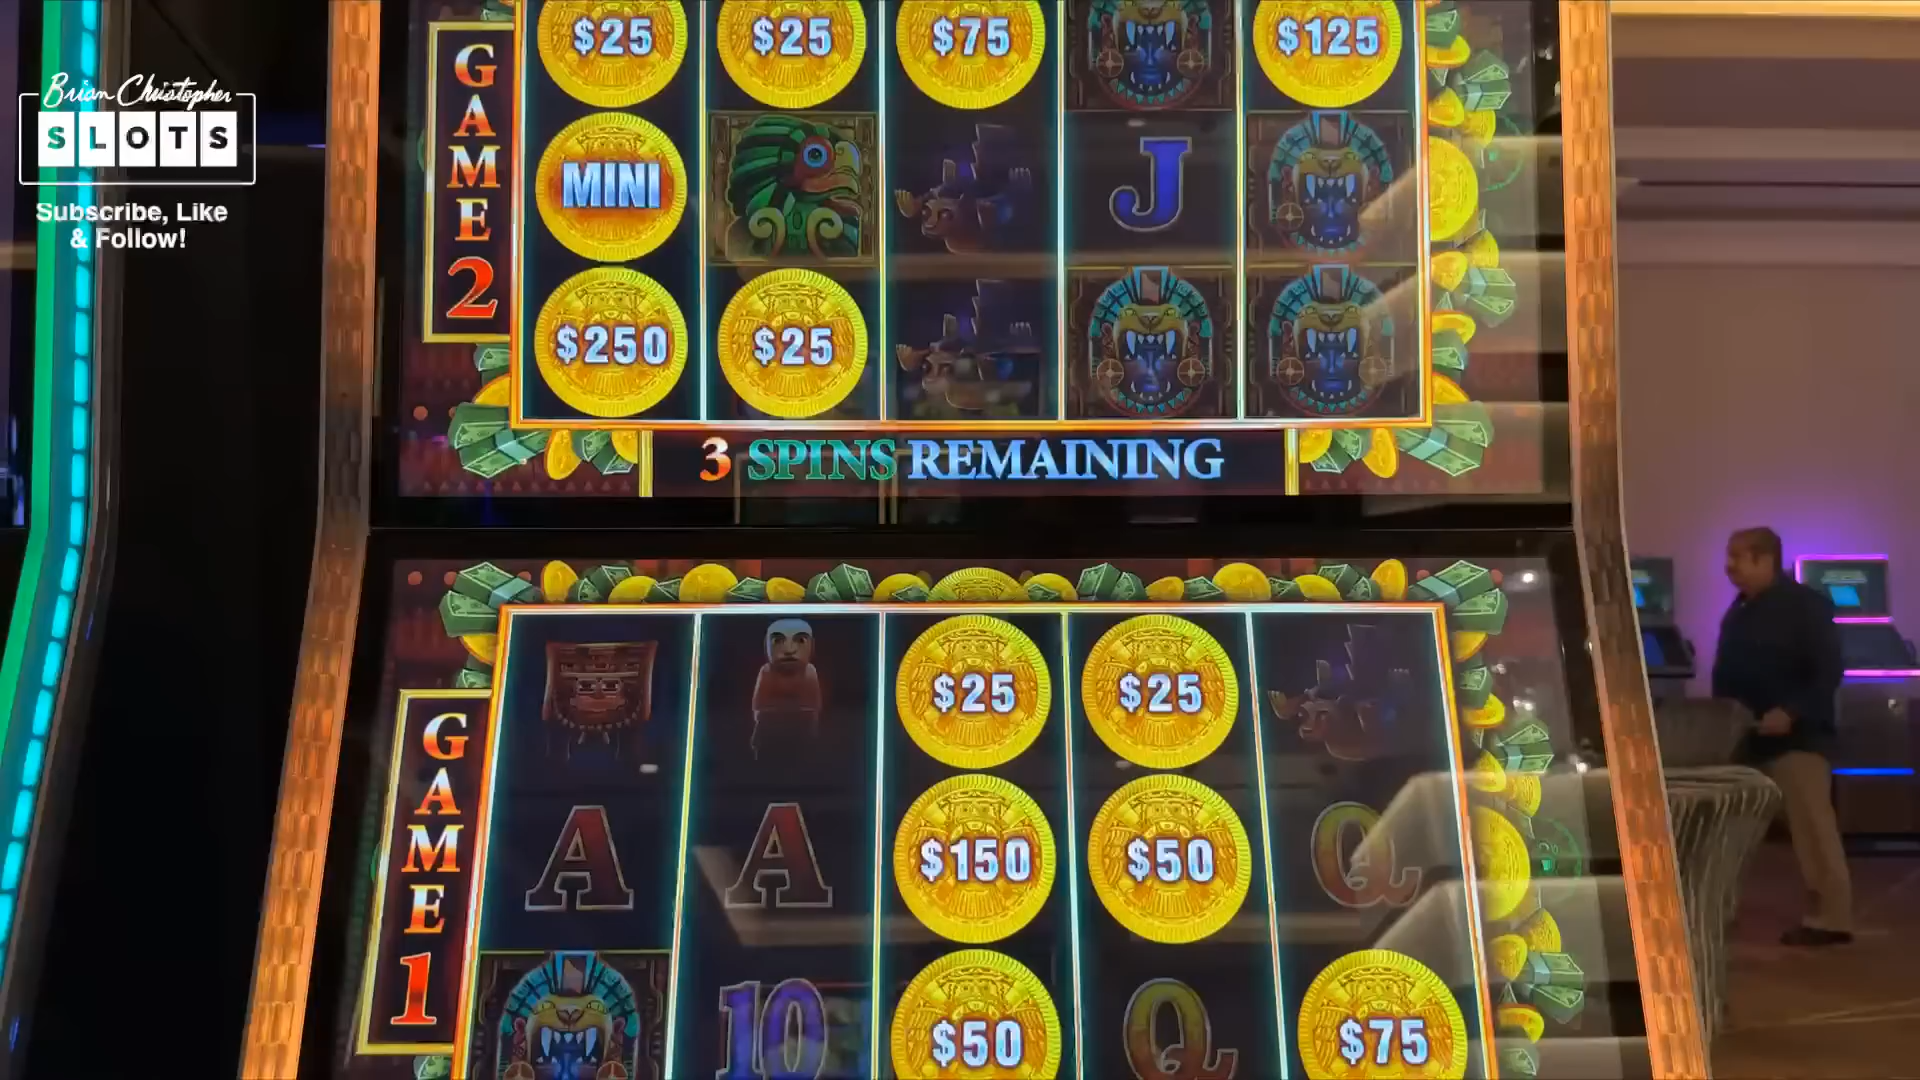 Brian Christopher
SLOTS
Subscribe, Like
& Follow!
GAME 2
$25 $25 $75 $125
MINI J
$250 $25
3 SPINS REMAINING
GAME 1
$25 $25
A A $150 $50 Q
10 $50 Q $75